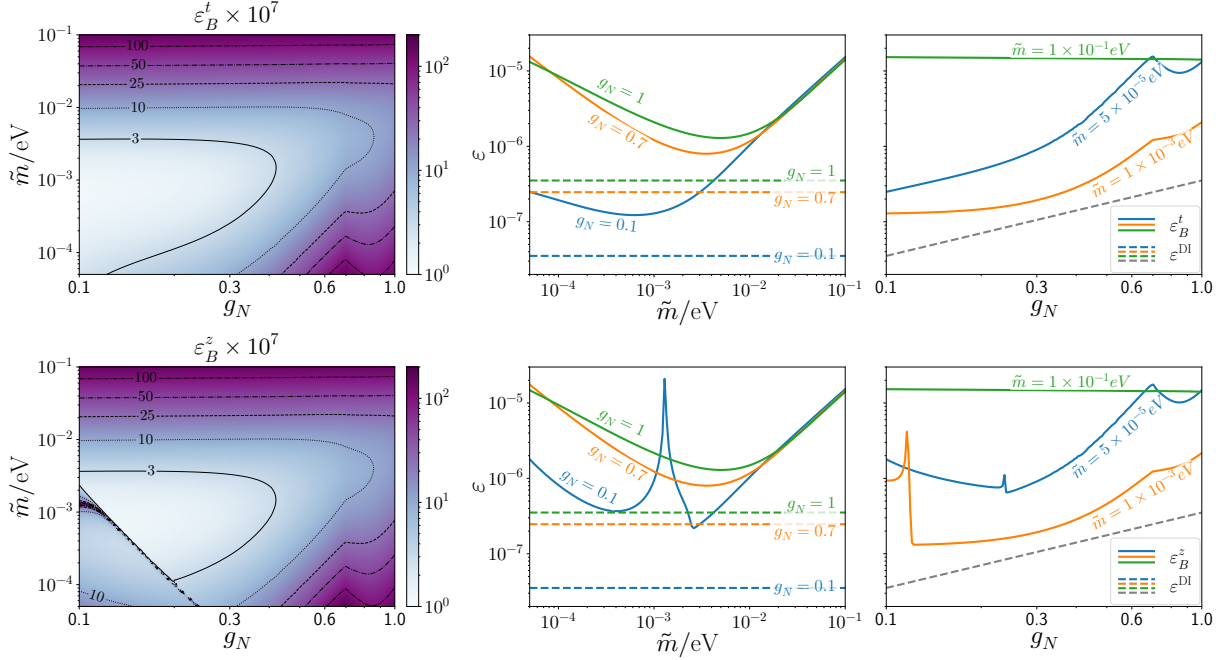 ε_B^t × 10^7
10^-1
10^-2
10^-3
10^-4
m̃/eV
100
50
25
10
3
0.1
0.3
0.6
1.0
g_N
10^2
10^1
10^0
10^-5
10^-6
10^-7
ε
g_N = 1
g_N = 0.7
g_N = 0.1
g_N = 1
g_N = 0.7
g_N = 0.1
10^-4
10^-3
10^-2
10^-1
m̃/eV
m̃ = 1 × 10^-1 eV
m̃ = 5 × 10^-5 eV
m̃ = 1 × 10^-3 eV
ε_B^t
ε^DI
0.1
0.3
0.6
1.0
g_N
ε_B^z × 10^7
10^-1
10^-2
10^-3
10^-4
m̃/eV
100
50
25
10
3
10
0.1
0.3
0.6
1.0
g_N
10^2
10^1
10^0
10^-5
10^-6
10^-7
ε
g_N = 1
g_N = 0.7
g_N = 0.1
g_N = 1
g_N = 0.7
g_N = 0.1
10^-4
10^-3
10^-2
10^-1
m̃/eV
m̃ = 1 × 10^-1 eV
m̃ = 5 × 10^-5 eV
m̃ = 1 × 10^-3 eV
ε_B^z
ε^DI
0.1
0.3
0.6
1.0
g_N